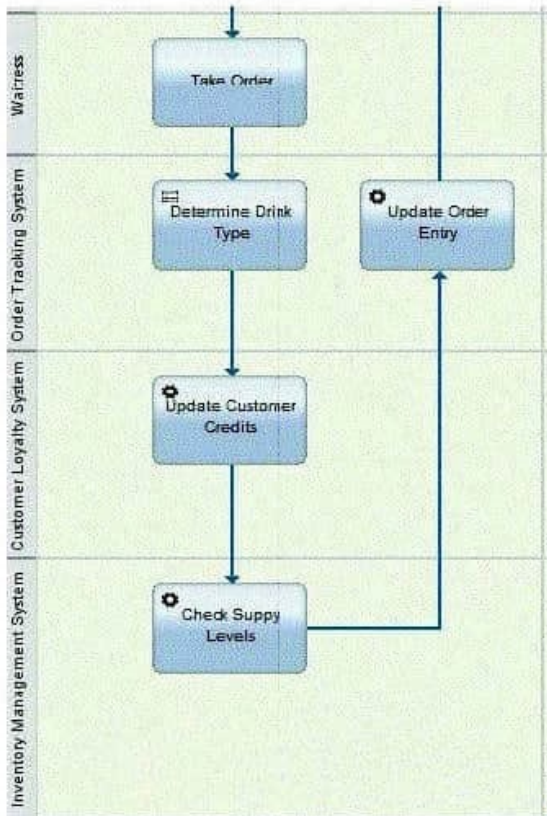 Waitress
Take Order
Order Tracking System
Determine Drink
Type
Update Order
Entry
Customer Loyalty System
Update Customer
Credits
Inventory Management System
Check Suppy
Levels